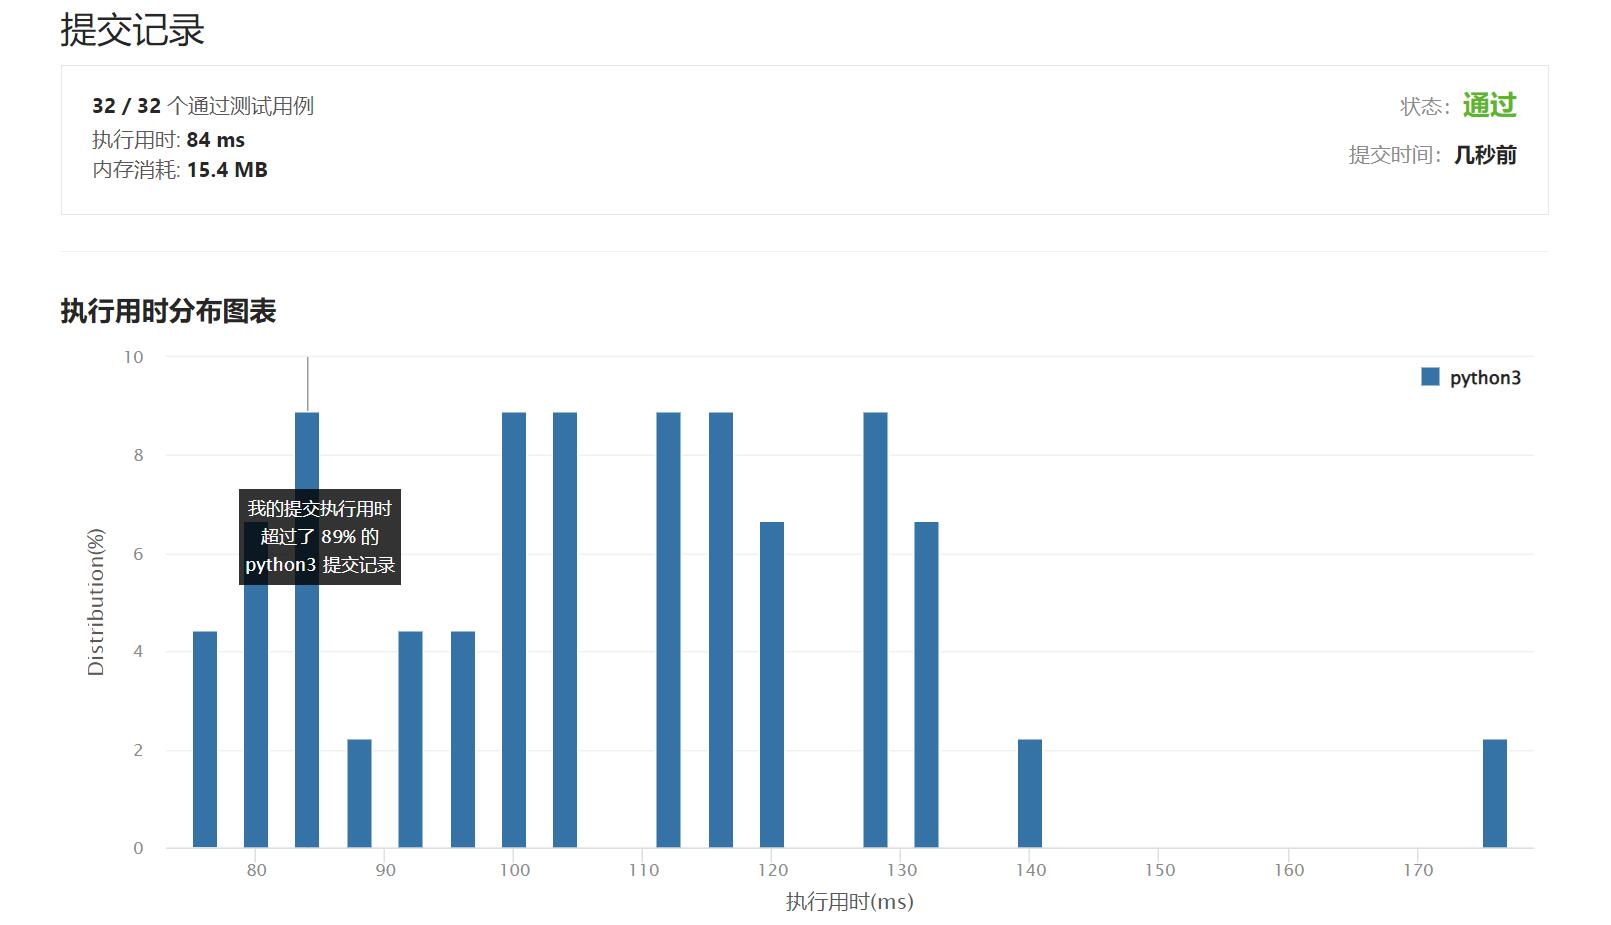 提交记录
32 / 32 个通过测试用例
状态：通过
执行用时: 84 ms
提交时间：几秒前
内存消耗: 15.4 MB
执行用时分布图表
10
8
6
4
2
0
Distribution(%)
python3
我的提交执行用时
超过了 89% 的
python3 提交记录
80 90 100 110 120 130 140 150 160 170
执行用时(ms)